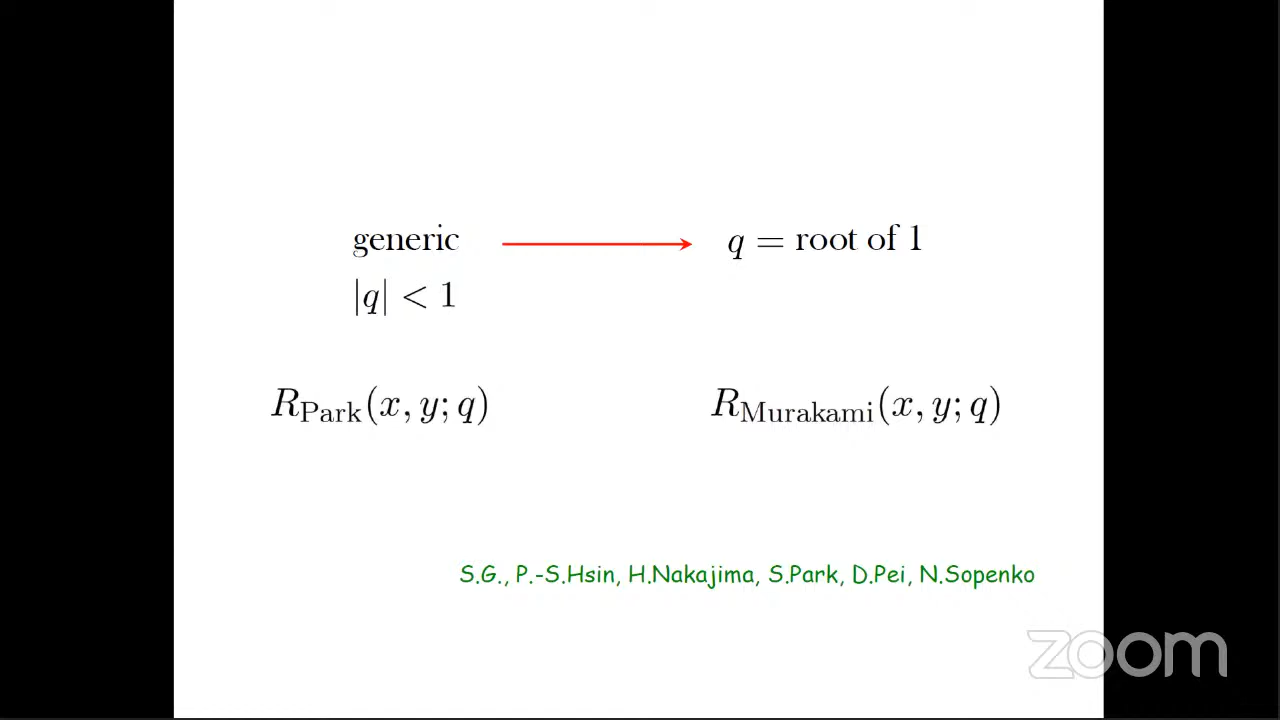 generic → q = root of 1
|q| < 1
R_Park(x, y; q) R_Murakami(x, y; q)
S.G., P.-S.Hsin, H.Nakajima, S.Park, D.Pei, N.Sopenko
zoom